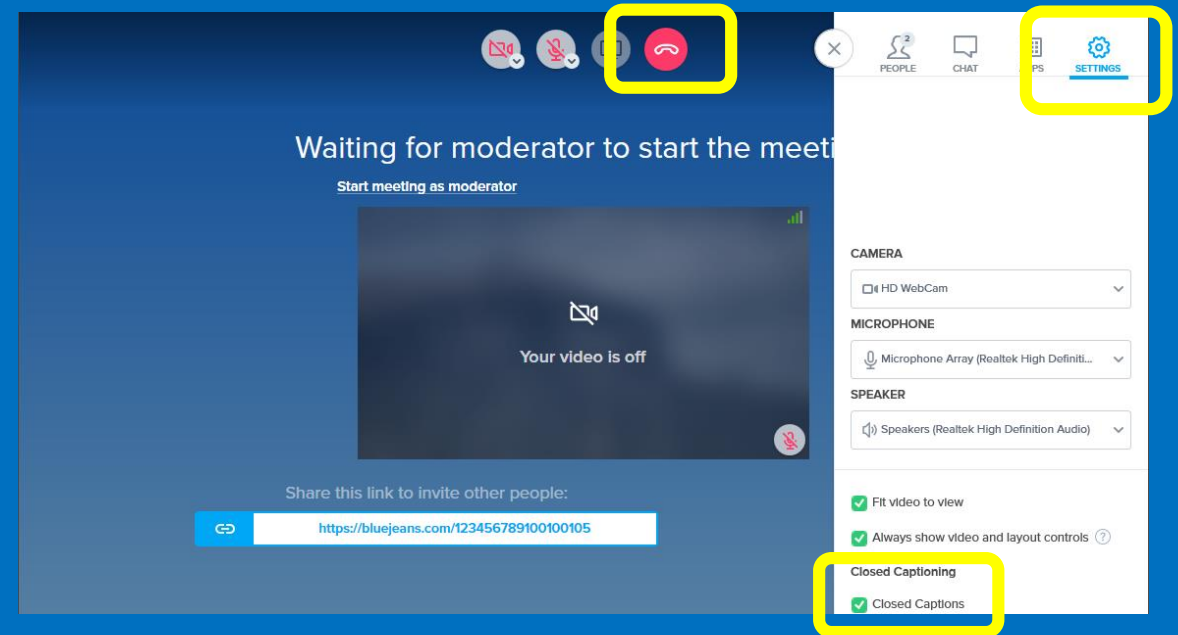 2
PEOPLE
CHAT
PS
SETTINGS
Waiting for moderator to start the meeti
Start meeting as moderator
Your video is off
Share this link to invite other people:
https://bluejeans.com/123456789100100105
CAMERA
HD WebCam
MICROPHONE
Microphone Array (Realtek High Definiti...
SPEAKER
Speakers (Realtek High Definition Audio)
Fit video to view
Always show video and layout controls ?
Closed Captioning
Closed Captions